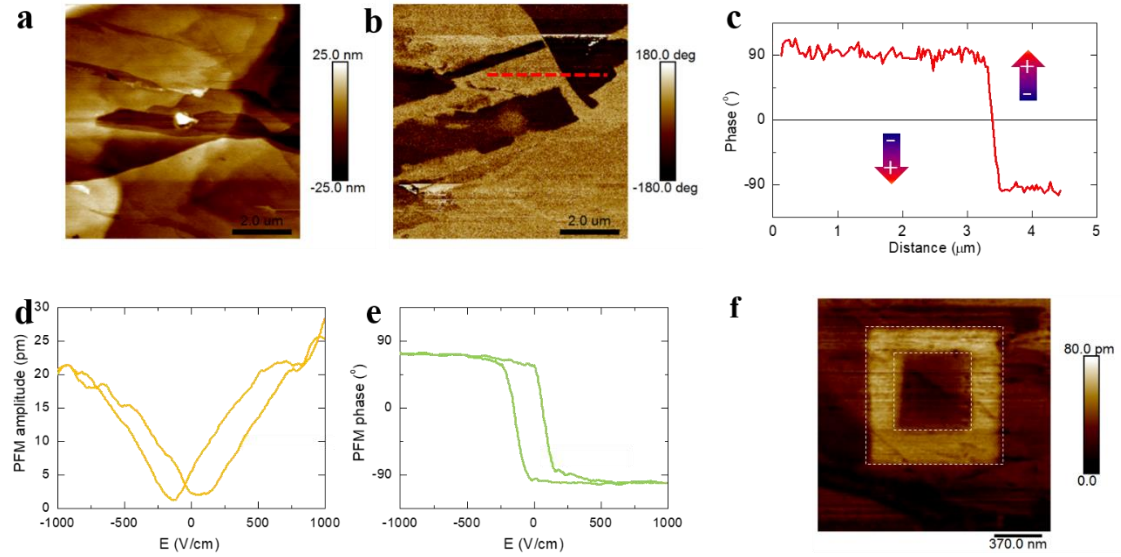 a
25.0 nm
-25.0 nm
2.0 um
b
180.0 deg
-180.0 deg
2.0 um
c
Phase (°)
90
0
-90
+
−
−
+
0 1 2 3 4 5
Distance (μm)
d
PFM amplitude (pm)
30
25
20
15
10
5
0
-1000 -500 0 500 1000
E (V/cm)
e
PFM phase (°)
90
0
-90
-1000 -500 0 500 1000
E (V/cm)
f
80.0 pm
0.0
370.0 nm